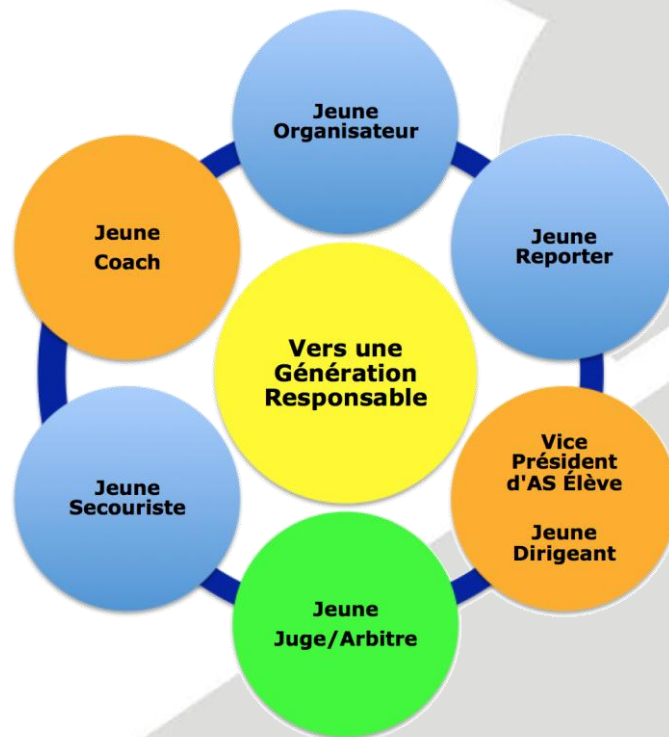 Jeune
Organisateur
Jeune
Reporter
Jeune
Coach
Vers une
Génération
Responsable
Vice
Président
d'AS Élève
Jeune
Dirigeant
Jeune
Secouriste
Jeune
Juge/Arbitre